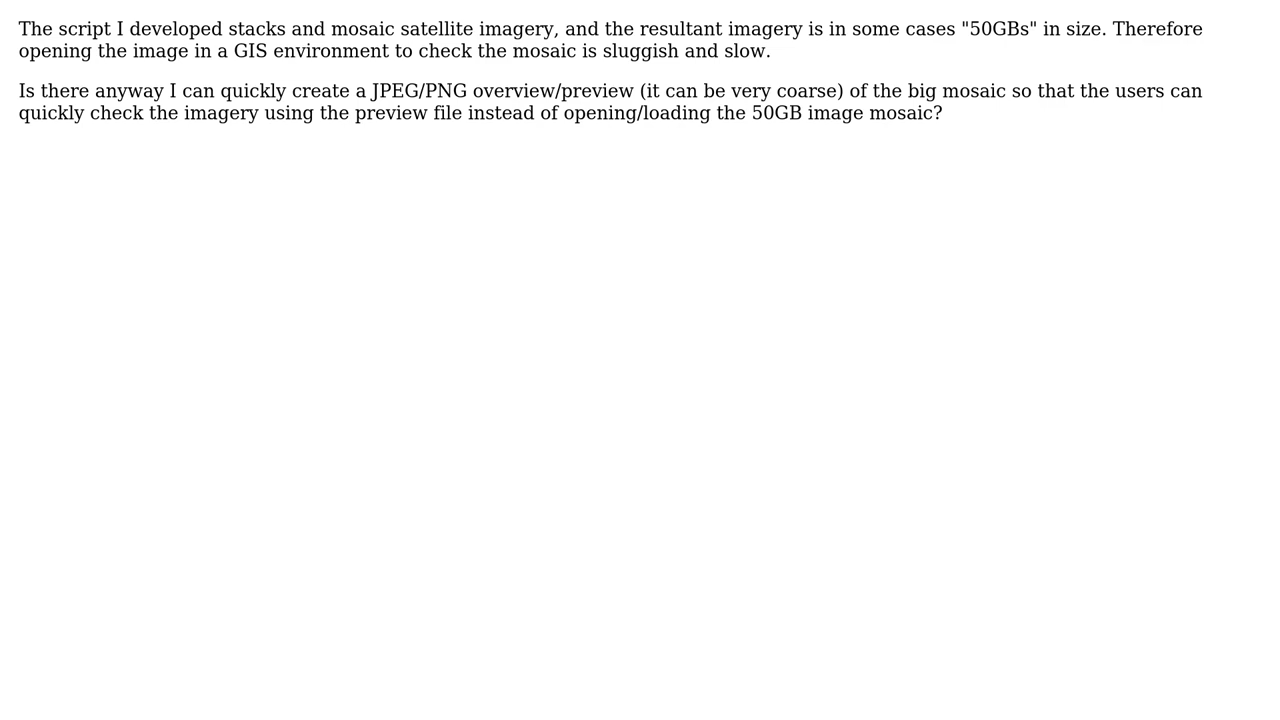 The script I developed stacks and mosaic satellite imagery, and the resultant imagery is in some cases "50GBs" in size. Therefore
opening the image in a GIS environment to check the mosaic is sluggish and slow.
Is there anyway I can quickly create a JPEG/PNG overview/preview (it can be very coarse) of the big mosaic so that the users can
quickly check the imagery using the preview file instead of opening/loading the 50GB image mosaic?